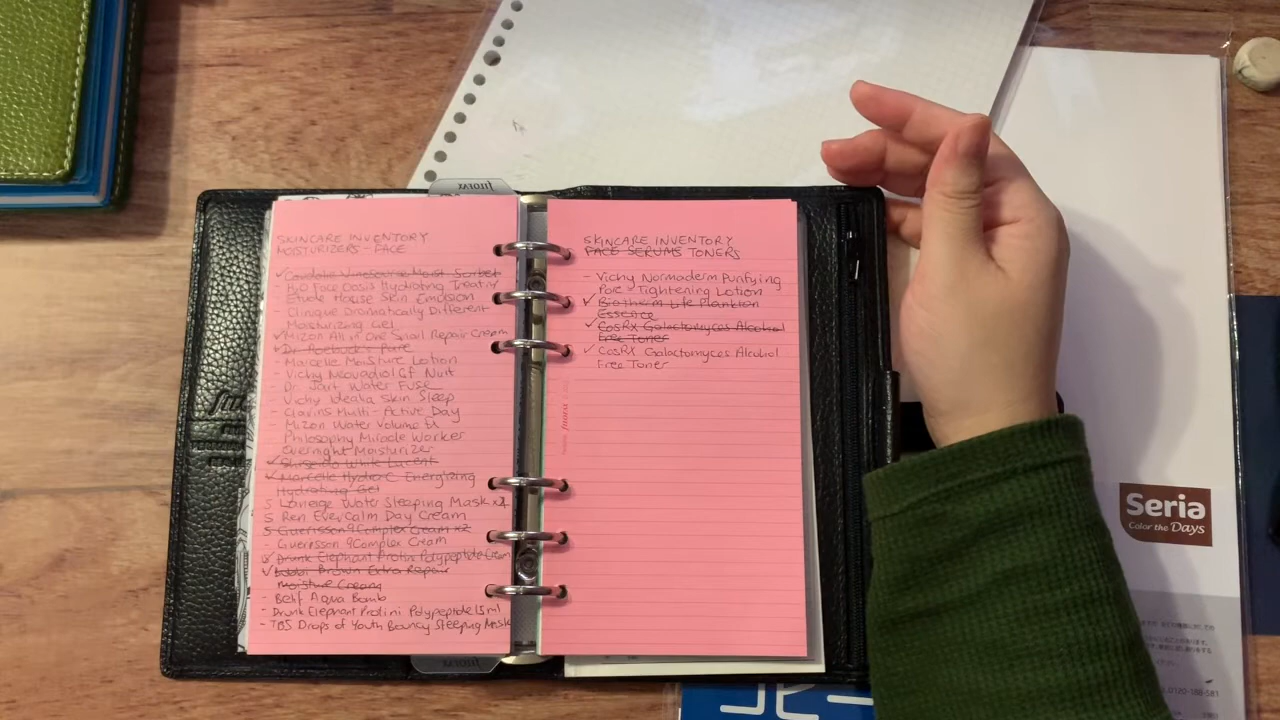 filofax
SKINCARE INVENTORY
MOISTURIZERS - FACE
✓ Caudalie Vinosource Moist. Sorbet
- H2O Face Oasis Hydrating Treatm
- Etude House Skin Emulsion
- Clinique Dramatically Different
Moisturizing Gel
✓ Mizon All in One Snail Repair Cream
✓ Dr. Roebuck's Pure
- Marcelle Moisture Lotion
- Vichy Neovadiol Gf Nuit
- Dr. Jart Water Fuse
- Vichy Idealia Skin Sleep
- Clarins Multi-Active Day
- Mizon Water Volume Ex
- Philosophy Miracle Worker
Overnight Moisturizer
✓ Shiseido White Lucent
✓ Marcelle Hydra-C Energizing
Hydrating Gel
S Laneige Water Sleeping Mask
S Ren Evercalm Day Cream
S Guerisson 9Complex Cream x2
- Guerisson 9Complex Cream
✓ Drunk Elephant Protini Polypeptide Cream
✓ Bobbi Brown Extra Repair
Moisture Cream
- Belif Aqua Bomb
- Drunk Elephant Protini Polypeptide 15ml
- TBS Drops of Youth Bouncy Sleeping Mask
SKINCARE INVENTORY
FACE SERUMS TONERS
- Vichy Normaderm Purifying
Pore-Tightening Lotion
✓ Biotherm Life Plankton
Essence
✓ CosRx Galactomyces Alcohol
Free Toner
✓ CosRX Galactomyces Alcohol
Free Toner
filofax
filofax
Seria
Color the Days